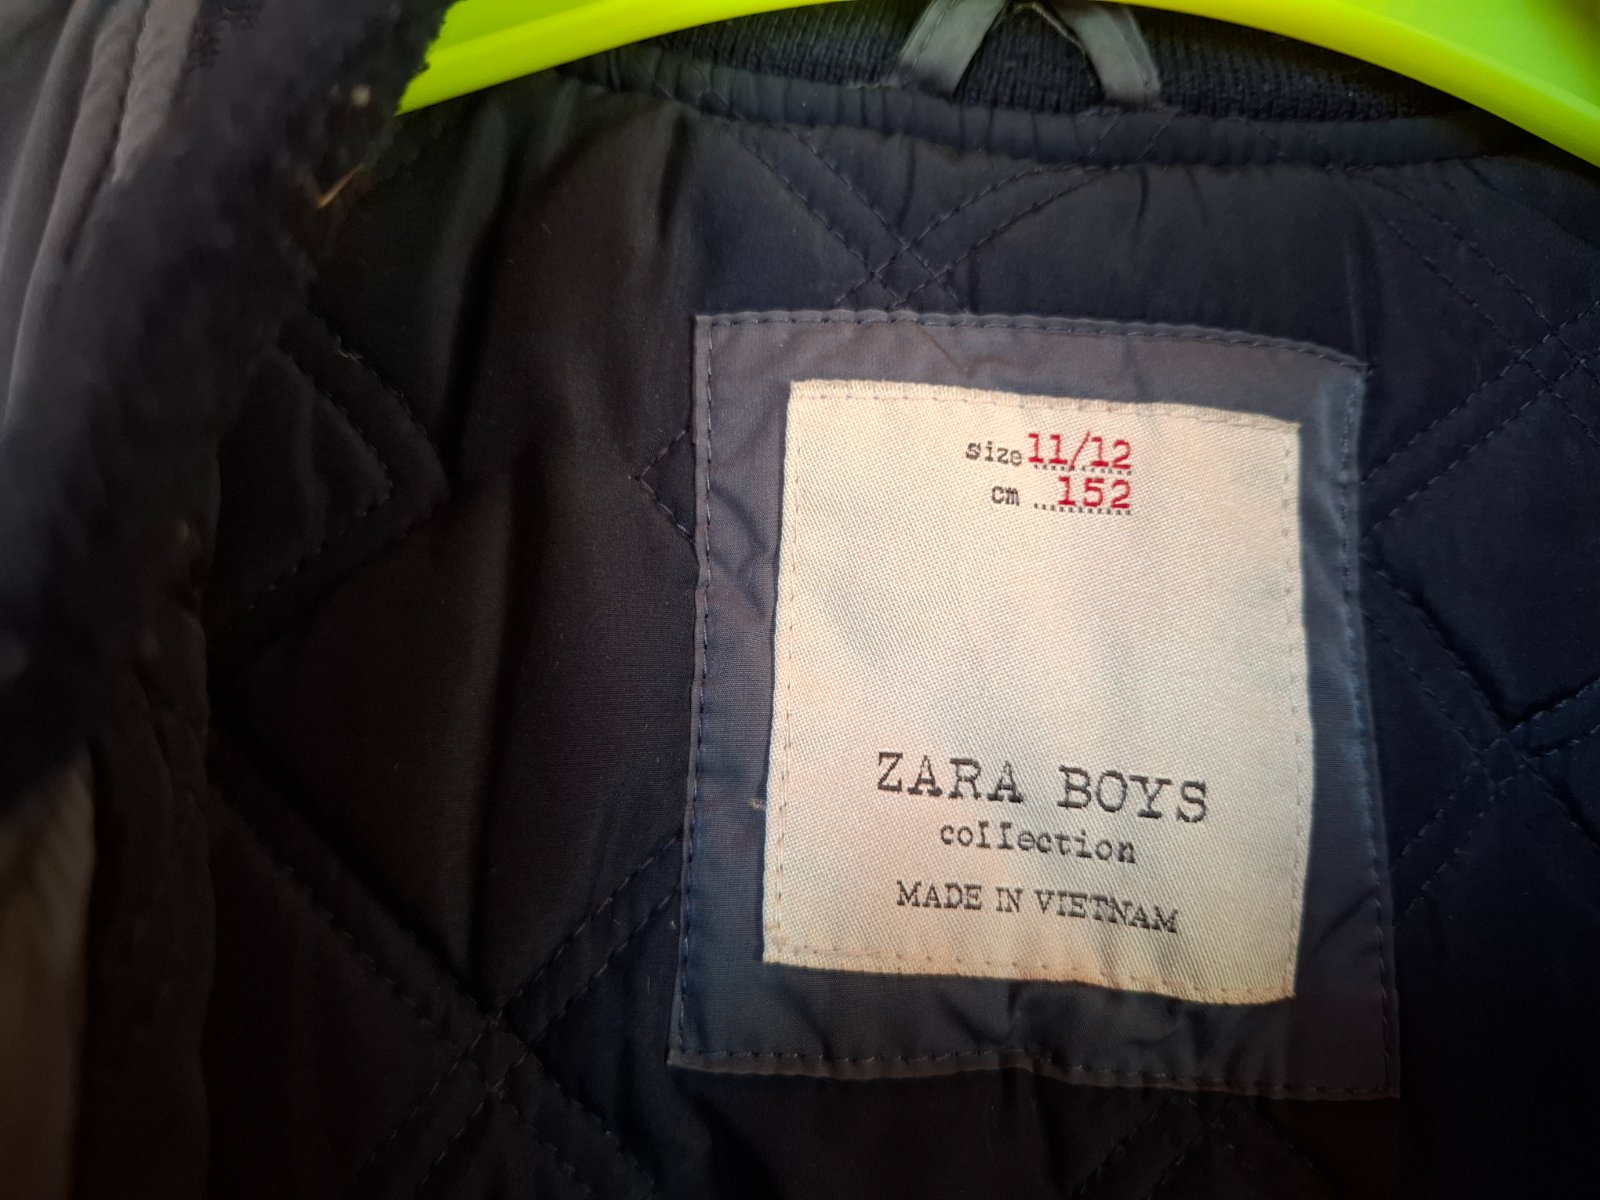 size 11/12
cm 152
ZARA BOYS
collection
MADE IN VIETNAM